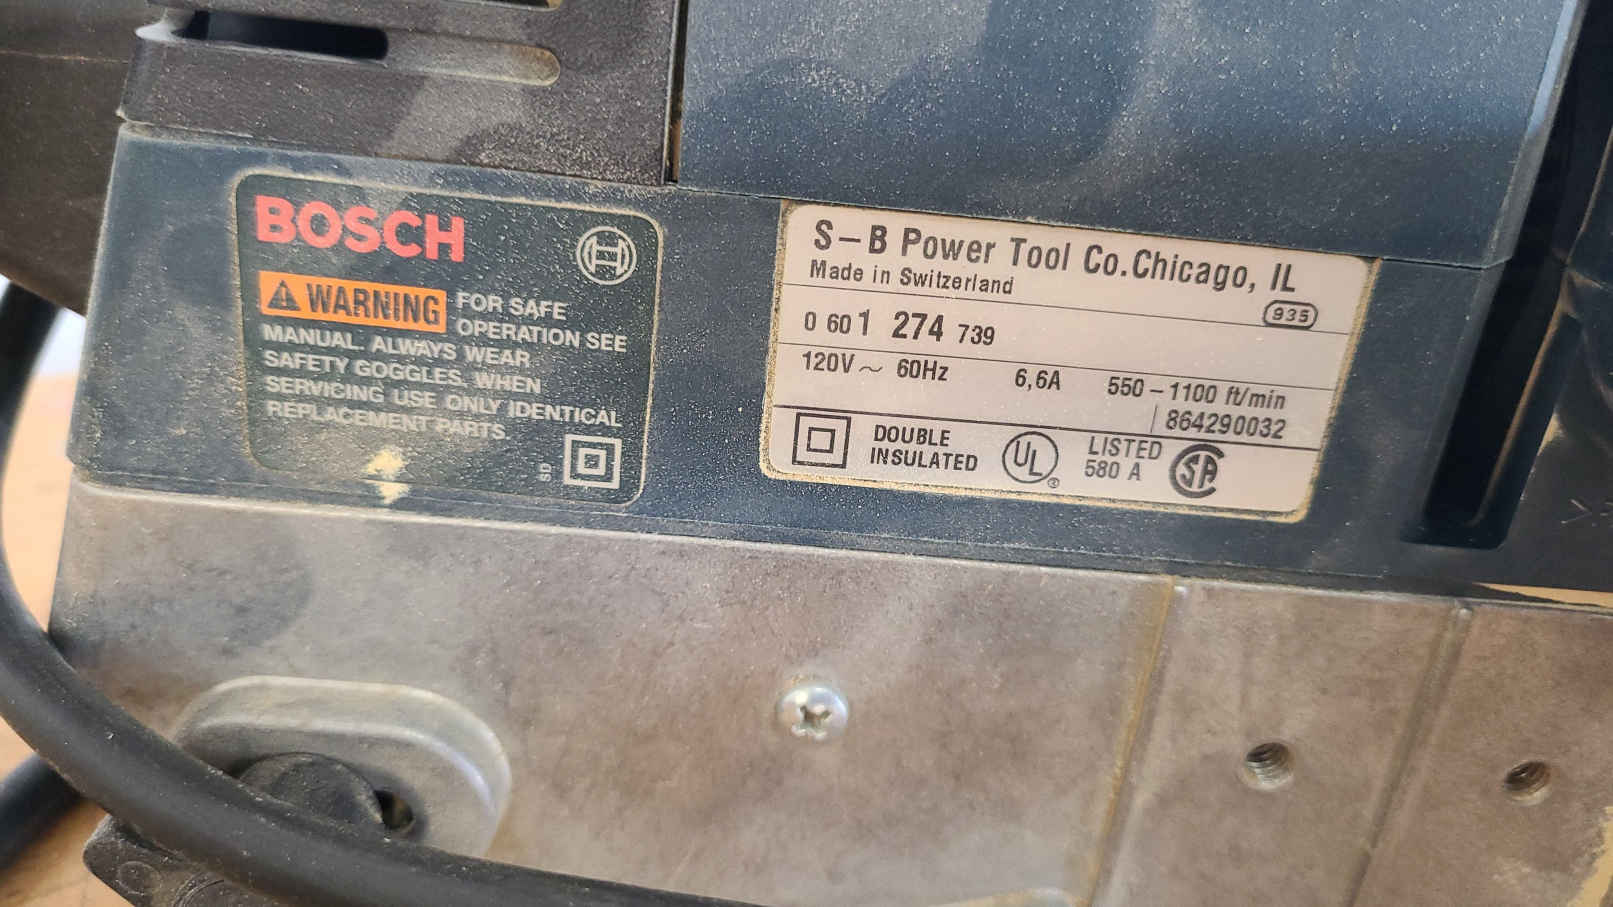 BOSCH
WARNING FOR SAFE
OPERATION SEE
MANUAL. ALWAYS WEAR
SAFETY GOGGLES. WHEN
SERVICING USE ONLY IDENTICAL
REPLACEMENT PARTS.
SD
S-B Power Tool Co.Chicago, IL
Made in Switzerland
935
0 601 274 739
120V~ 60Hz 6,6A 550-1100 ft/min
864290032
DOUBLE
INSULATED
UL
®
LISTED
580 A
SA